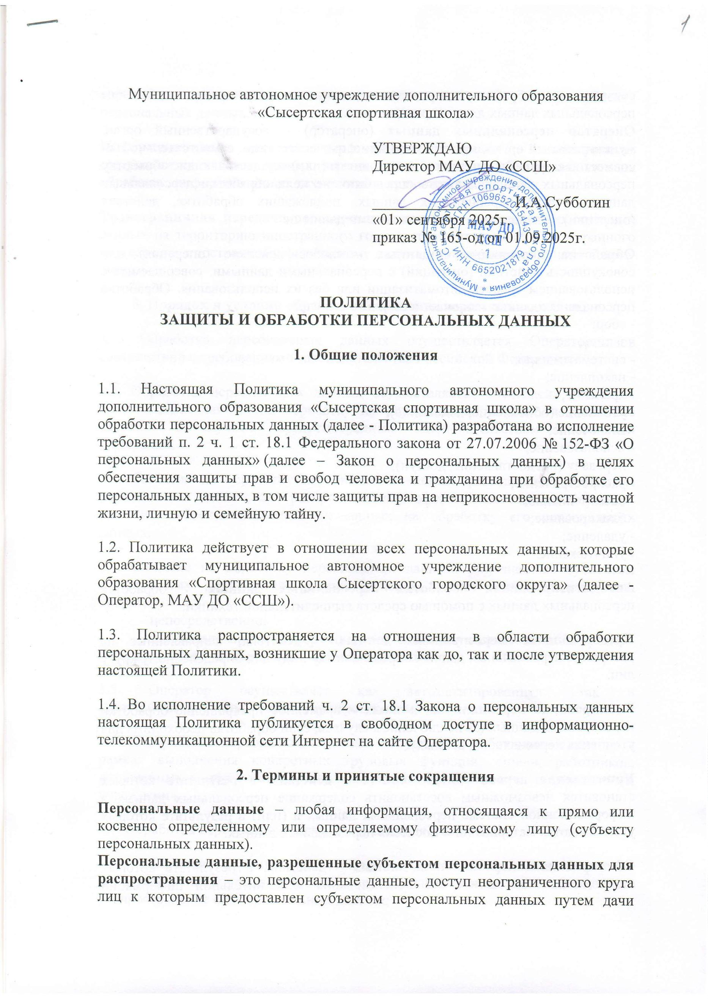 1
Муниципальное автономное учреждение дополнительного образования
«Сысертская спортивная школа»
УТВЕРЖДАЮ
Директор МАУ ДО «ССШ»
И.А.Субботин
«01» сентября 2025г.
приказ № 165-од от 01.09.2025г.
Муниципальное автономное учреждение дополнительного образования *
"Сысертская спортивная школа" *
ОГРН 1069652015443 * ИНН 6652021879 *
МАУ ДО
"ССШ"
1
ПОЛИТИКА
ЗАЩИТЫ И ОБРАБОТКИ ПЕРСОНАЛЬНЫХ ДАННЫХ
1. Общие положения
1.1. Настоящая Политика муниципального автономного учреждения
дополнительного образования «Сысертская спортивная школа» в отношении
обработки персональных данных (далее - Политика) разработана во исполнение
требований п. 2 ч. 1 ст. 18.1 Федерального закона от 27.07.2006 № 152-ФЗ «О
персональных данных» (далее – Закон о персональных данных) в целях
обеспечения защиты прав и свобод человека и гражданина при обработке его
персональных данных, в том числе защиты прав на неприкосновенность частной
жизни, личную и семейную тайну.
1.2. Политика действует в отношении всех персональных данных, которые
обрабатывает муниципальное автономное учреждение дополнительного
образования «Спортивная школа Сысертского городского округа» (далее -
Оператор, МАУ ДО «ССШ»).
1.3. Политика распространяется на отношения в области обработки
персональных данных, возникшие у Оператора как до, так и после утверждения
настоящей Политики.
1.4. Во исполнение требований ч. 2 ст. 18.1 Закона о персональных данных
настоящая Политика публикуется в свободном доступе в информационно-
телекоммуникационной сети Интернет на сайте Оператора.
2. Термины и принятые сокращения
Персональные данные – любая информация, относящаяся к прямо или
косвенно определенному или определяемому физическому лицу (субъекту
персональных данных).
Персональные данные, разрешенные субъектом персональных данных для
распространения – это персональные данные, доступ неограниченного круга
лиц к которым предоставлен субъектом персональных данных путем дачи